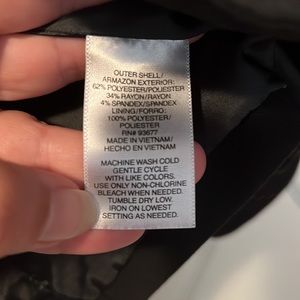 OUTER SHELL/
ARMAZON EXTERIOR:
62% POLYESTER/POLIESTER
34% RAYON/RAYON
4% SPANDEX/SPANDEX
LINING/FORRO:
100% POLYESTER/
POLIESTER
RN# 93677
MADE IN VIETNAM/
HECHO EN VIETNAM
MACHINE WASH COLD
GENTLE CYCLE
WITH LIKE COLORS.
USE ONLY NON-CHLORINE
BLEACH WHEN NEEDED.
TUMBLE DRY LOW.
IRON ON LOWEST
SETTING AS NEEDED.